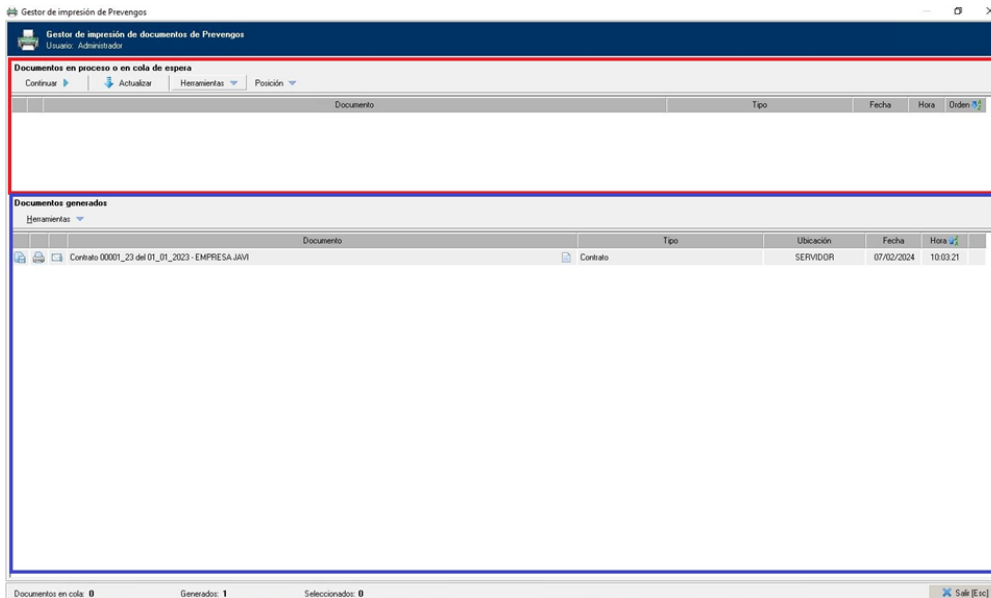 Gestor de impresión de Prevengos
Gestor de impresión de documentos de Prevengos
Usuario: Administrador
Documentos en proceso o en cola de espera
Continuar Actualizar Herramientas Posición
Documento Tipo Fecha Hora Orden
Documentos generados
Herramientas
Documento Tipo Ubicación Fecha Hora
Contrato 00001_23 del 01_01_2023 - EMPRESA JAVI Contrato SERVIDOR 07/02/2024 10:03:21
Documentos en cola: 0 Generados: 1 Seleccionados: 0 Salir [Esc]